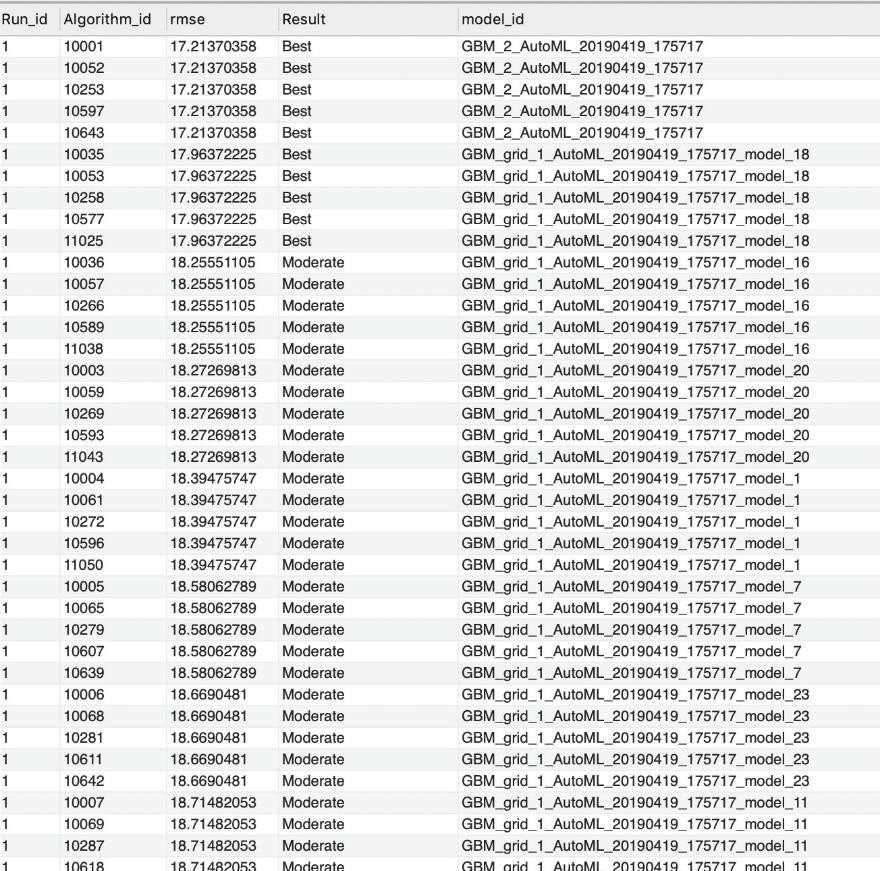 Run_id Algorithm_id rmse Result model_id
1 10001 17.21370358 Best GBM_2_AutoML_20190419_175717
1 10052 17.21370358 Best GBM_2_AutoML_20190419_175717
1 10253 17.21370358 Best GBM_2_AutoML_20190419_175717
1 10597 17.21370358 Best GBM_2_AutoML_20190419_175717
1 10643 17.21370358 Best GBM_2_AutoML_20190419_175717
1 10035 17.96372225 Best GBM_grid_1_AutoML_20190419_175717_model_18
1 10053 17.96372225 Best GBM_grid_1_AutoML_20190419_175717_model_18
1 10258 17.96372225 Best GBM_grid_1_AutoML_20190419_175717_model_18
1 10577 17.96372225 Best GBM_grid_1_AutoML_20190419_175717_model_18
1 11025 17.96372225 Best GBM_grid_1_AutoML_20190419_175717_model_18
1 10036 18.25551105 Moderate GBM_grid_1_AutoML_20190419_175717_model_16
1 10057 18.25551105 Moderate GBM_grid_1_AutoML_20190419_175717_model_16
1 10266 18.25551105 Moderate GBM_grid_1_AutoML_20190419_175717_model_16
1 10589 18.25551105 Moderate GBM_grid_1_AutoML_20190419_175717_model_16
1 11038 18.25551105 Moderate GBM_grid_1_AutoML_20190419_175717_model_16
1 10003 18.27269813 Moderate GBM_grid_1_AutoML_20190419_175717_model_20
1 10059 18.27269813 Moderate GBM_grid_1_AutoML_20190419_175717_model_20
1 10269 18.27269813 Moderate GBM_grid_1_AutoML_20190419_175717_model_20
1 10593 18.27269813 Moderate GBM_grid_1_AutoML_20190419_175717_model_20
1 11043 18.27269813 Moderate GBM_grid_1_AutoML_20190419_175717_model_20
1 10004 18.39475747 Moderate GBM_grid_1_AutoML_20190419_175717_model_1
1 10061 18.39475747 Moderate GBM_grid_1_AutoML_20190419_175717_model_1
1 10272 18.39475747 Moderate GBM_grid_1_AutoML_20190419_175717_model_1
1 10596 18.39475747 Moderate GBM_grid_1_AutoML_20190419_175717_model_1
1 11050 18.39475747 Moderate GBM_grid_1_AutoML_20190419_175717_model_1
1 10005 18.58062789 Moderate GBM_grid_1_AutoML_20190419_175717_model_7
1 10065 18.58062789 Moderate GBM_grid_1_AutoML_20190419_175717_model_7
1 10279 18.58062789 Moderate GBM_grid_1_AutoML_20190419_175717_model_7
1 10607 18.58062789 Moderate GBM_grid_1_AutoML_20190419_175717_model_7
1 10639 18.58062789 Moderate GBM_grid_1_AutoML_20190419_175717_model_7
1 10006 18.6690481 Moderate GBM_grid_1_AutoML_20190419_175717_model_23
1 10068 18.6690481 Moderate GBM_grid_1_AutoML_20190419_175717_model_23
1 10281 18.6690481 Moderate GBM_grid_1_AutoML_20190419_175717_model_23
1 10611 18.6690481 Moderate GBM_grid_1_AutoML_20190419_175717_model_23
1 10642 18.6690481 Moderate GBM_grid_1_AutoML_20190419_175717_model_23
1 10007 18.71482053 Moderate GBM_grid_1_AutoML_20190419_175717_model_11
1 10069 18.71482053 Moderate GBM_grid_1_AutoML_20190419_175717_model_11
1 10287 18.71482053 Moderate GBM_grid_1_AutoML_20190419_175717_model_11
1 10618 18.71482053 Moderate GBM_grid_1_AutoML_20190419_175717_model_11